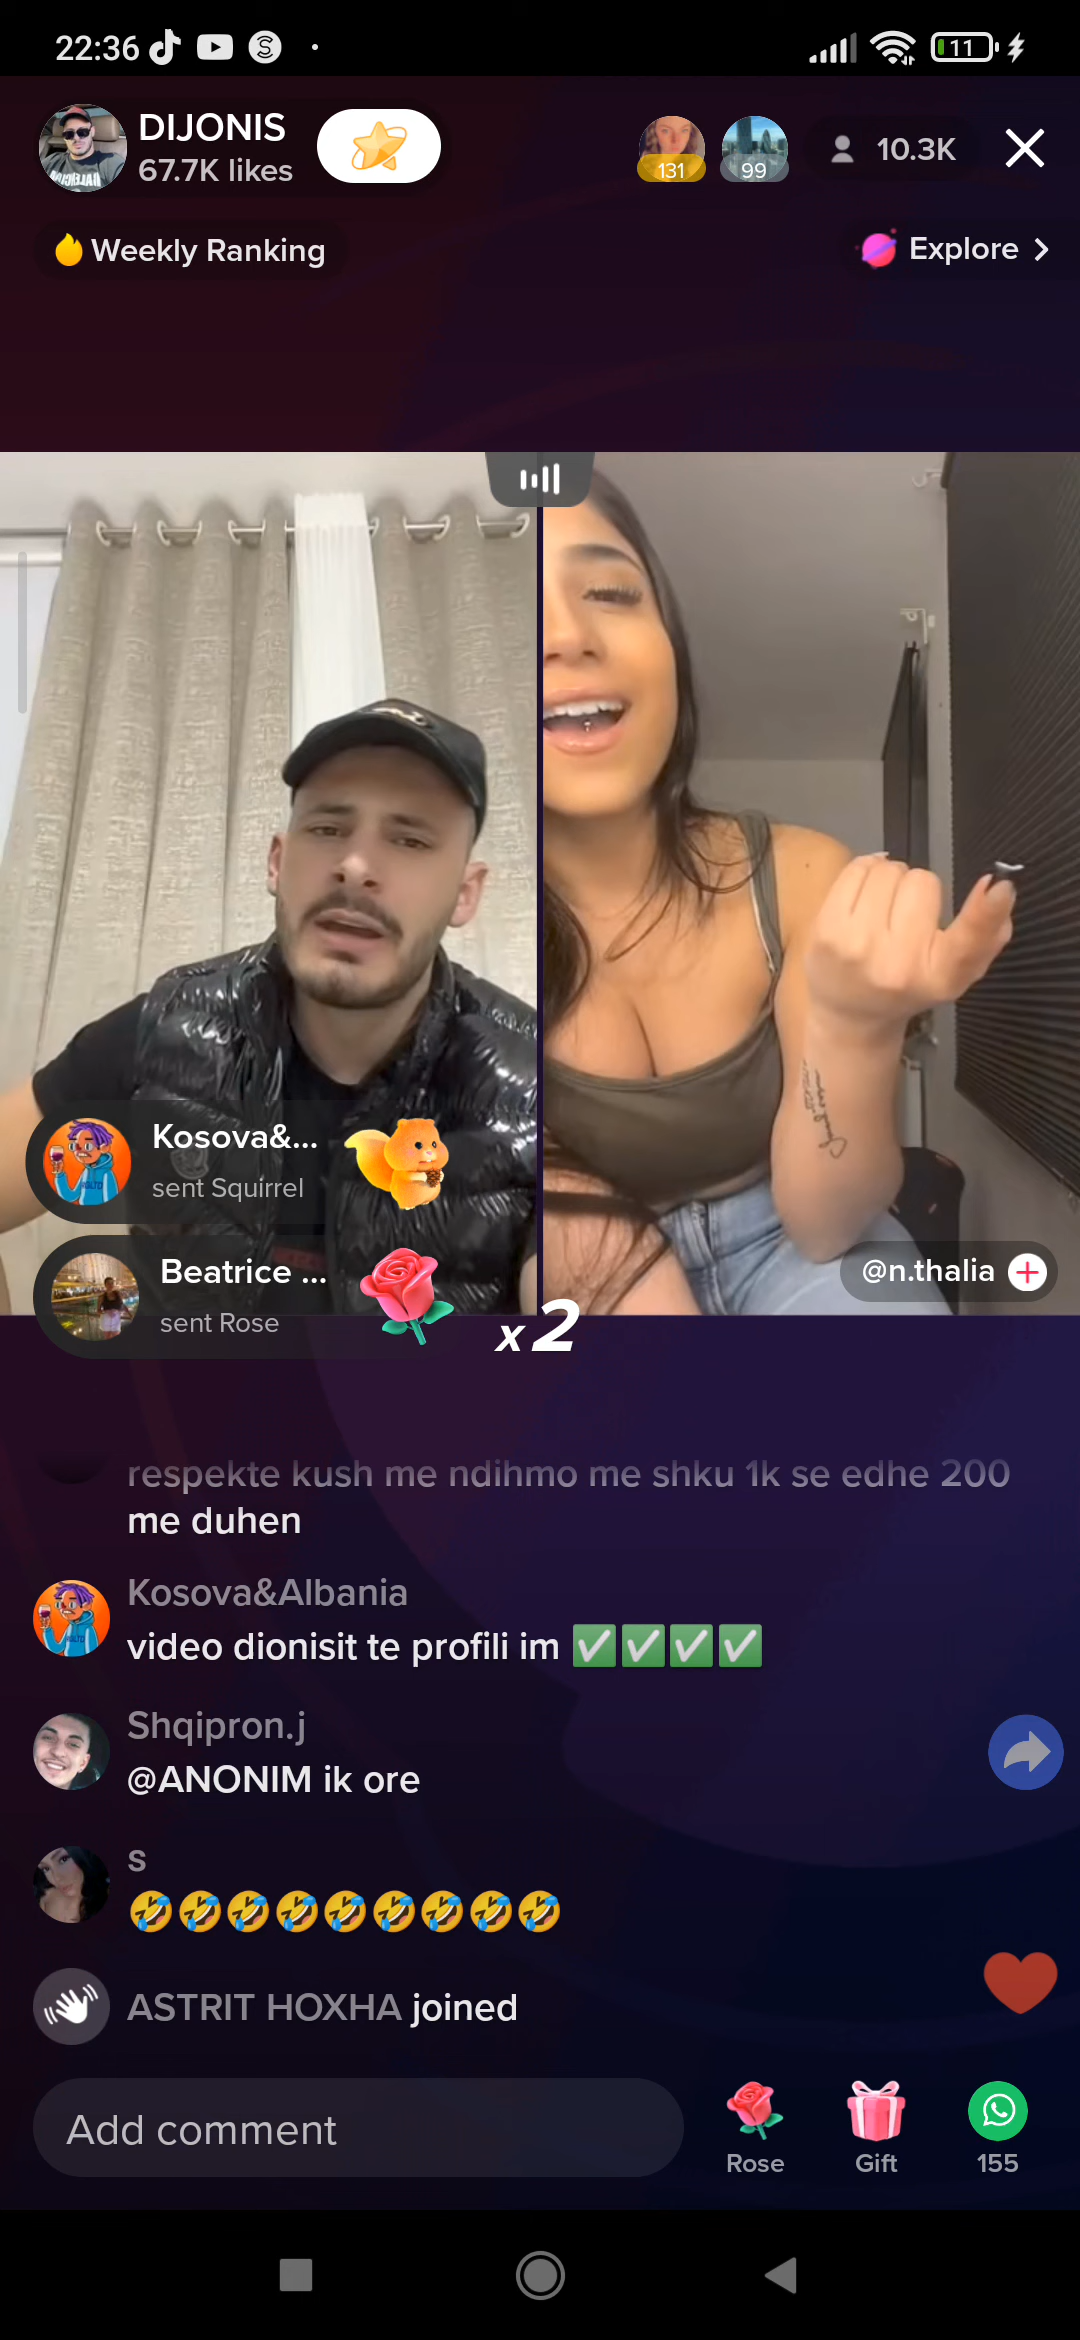 22:36
11
DIJONIS
67.7K likes
131
99
10.3K
Weekly Ranking
Explore
Kosova&...
sent Squirrel
Beatrice ...
sent Rose
x2
@n.thalia
respekte kush me ndihmo me shku 1k se edhe 200
me duhen
Kosova&Albania
video dionisit te profili im ✅✅✅✅
Shqipron.j
@ANONIM ik ore
s
🤣🤣🤣🤣🤣🤣🤣🤣🤣
ASTRIT HOXHA joined
Add comment
Rose
Gift
155